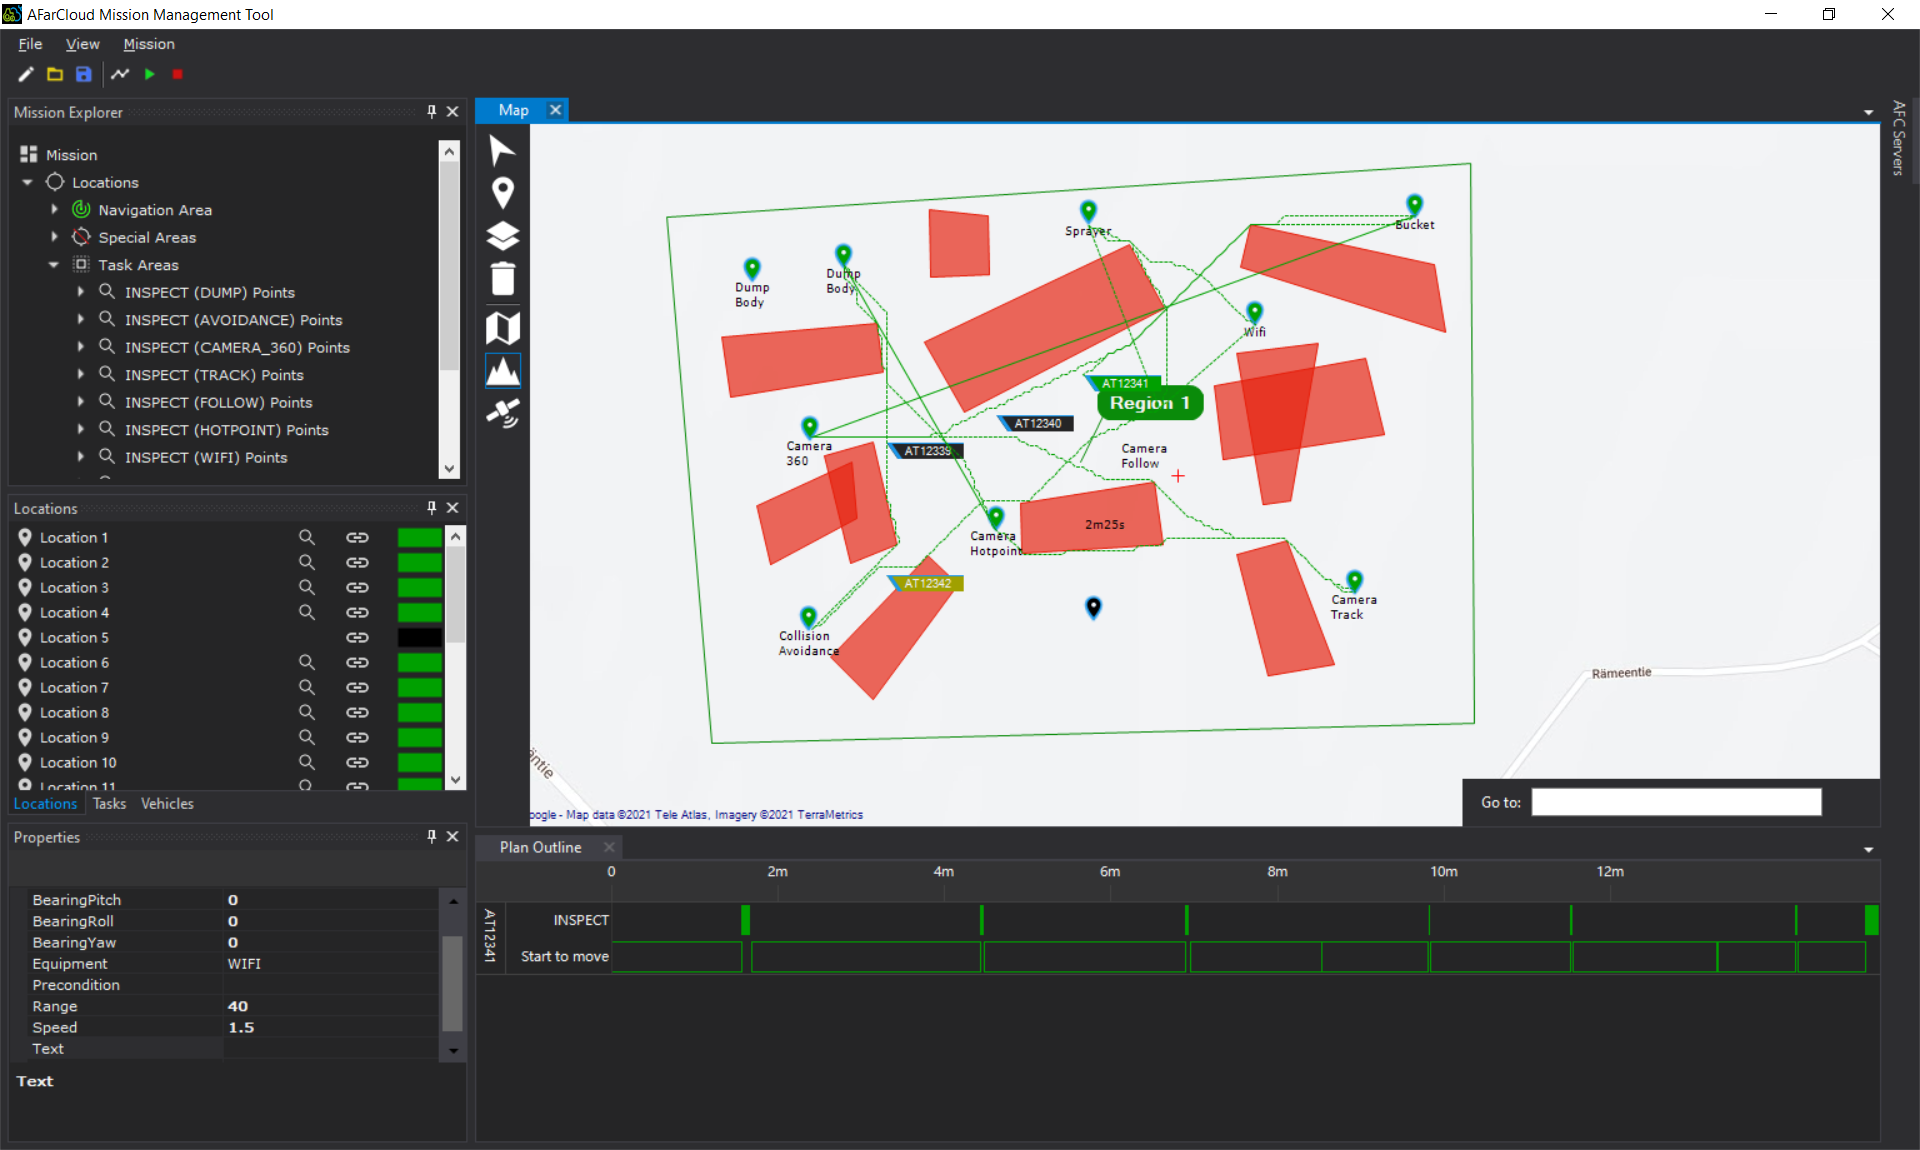 AFarCloud Mission Management Tool
File View Mission
Mission Explorer
Mission
Locations
Navigation Area
Special Areas
Task Areas
INSPECT (DUMP) Points
INSPECT (AVOIDANCE) Points
INSPECT (CAMERA_360) Points
INSPECT (TRACK) Points
INSPECT (FOLLOW) Points
INSPECT (HOTPOINT) Points
INSPECT (WIFI) Points
Locations
Location 1
Location 2
Location 3
Location 4
Location 5
Location 6
Location 7
Location 8
Location 9
Location 10
Location 11
Locations Tasks Vehicles
Properties
BearingPitch 0
BearingRoll 0
BearingYaw 0
Equipment WIFI
Precondition
Range 40
Speed 1.5
Text
Text
Map
Sprayer
Bucket
Dump
Body
Dump
Body
Wifi
AT12341
Region 1
AT12340
AT12339
Camera
360
Camera
Follow
2m25s
Camera
Hotpoint
AT12342
Camera
Track
Collision
Avoidance
Rämeentie
äntie
oogle - Map data ©2021 Tele Atlas, Imagery ©2021 TerraMetrics
Go to:
AFC Servers
Plan Outline
0 2m 4m 6m 8m 10m 12m
AT12341
INSPECT
Start to move